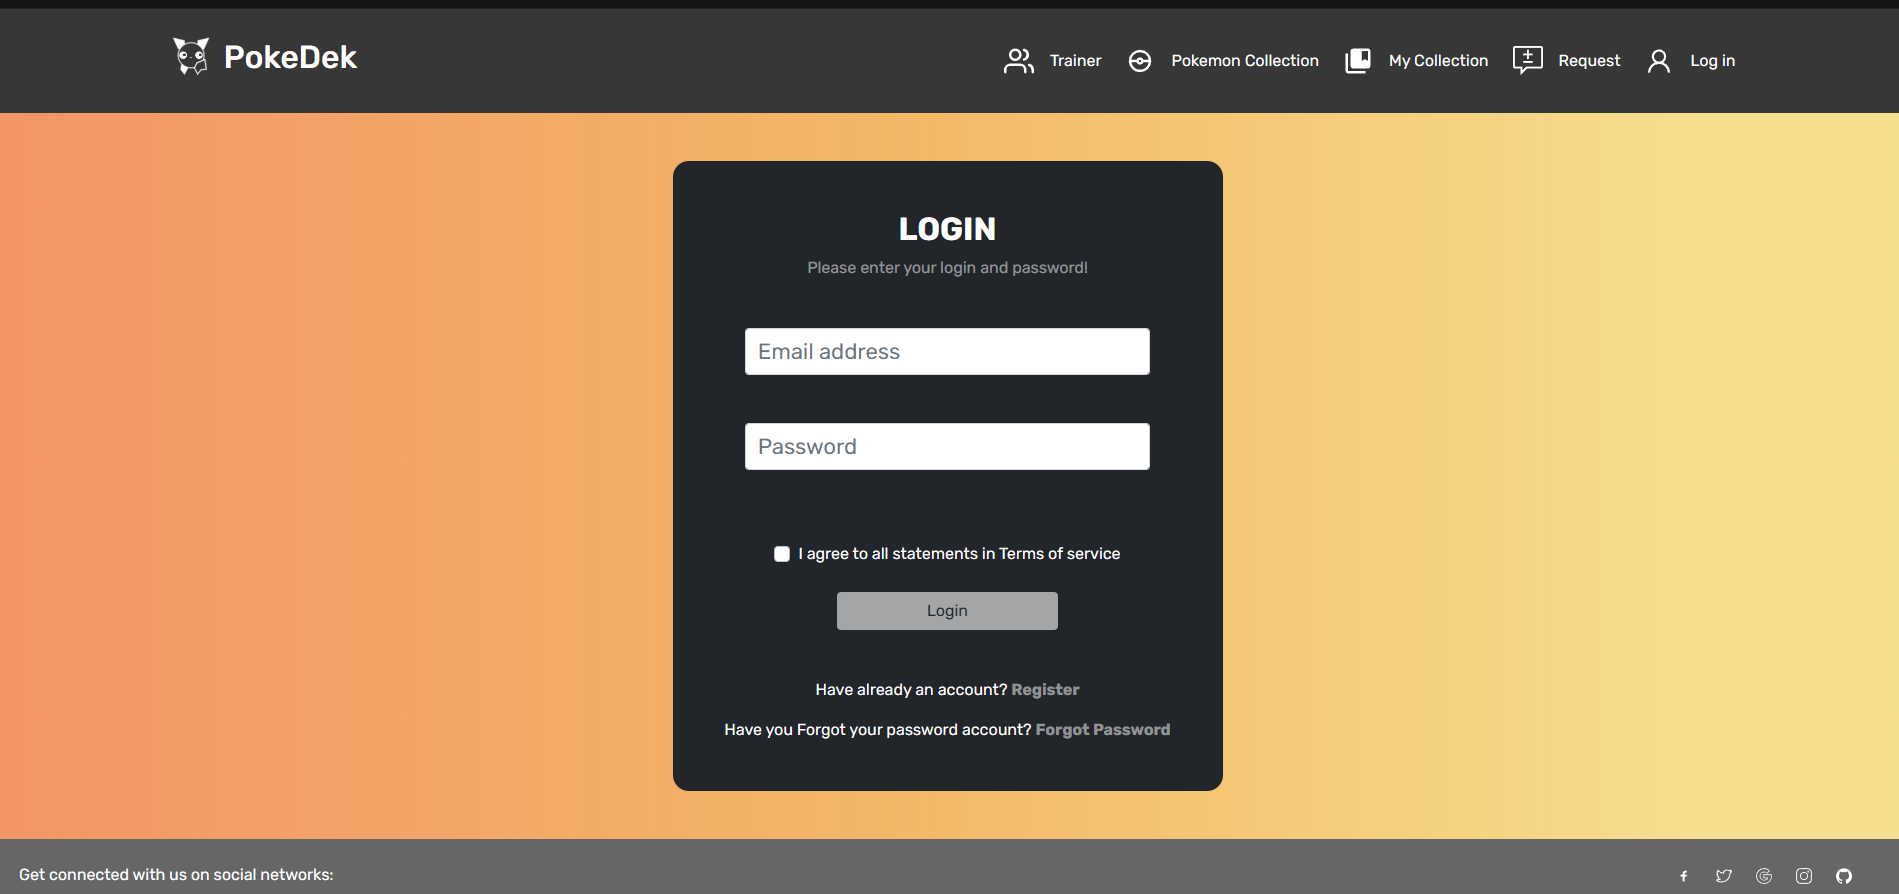 PokeDek
Trainer
Pokemon Collection
My Collection
Request
Log in
LOGIN
Please enter your login and password!
Email address
Password
I agree to all statements in Terms of service
Login
Have already an account? Register
Have you Forgot your password account? Forgot Password
Get connected with us on social networks: